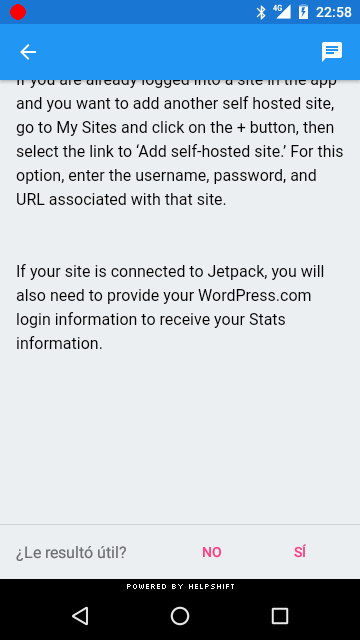 4G 22:58
If you are already logged into a site in the app
and you want to add another self hosted site,
go to My Sites and click on the + button, then
select the link to ‘Add self-hosted site.’ For this
option, enter the username, password, and
URL associated with that site.
If your site is connected to Jetpack, you will
also need to provide your WordPress.com
login information to receive your Stats
information.
¿Le resultó útil? NO SÍ
POWERED BY HELPSHIFT